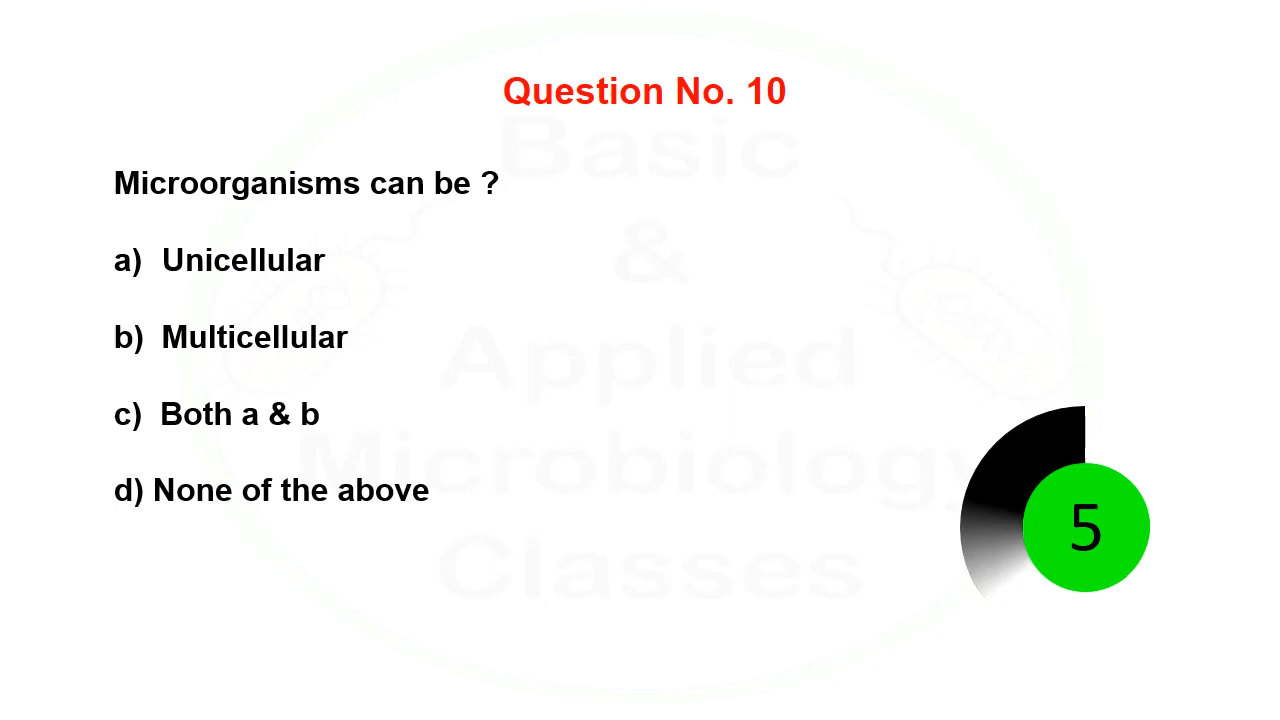 Question No. 10
Microorganisms can be ?
a) Unicellular
b) Multicellular
c) Both a & b
d) None of the above
5
Basic
&
Applied
Microbiology
Classes